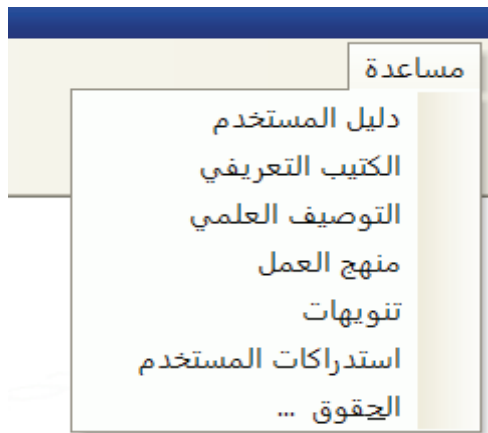 مساعدة
دليل المستخدم
الكتيب التعريفي
التوصيف العلمي
منهج العمل
تنويهات
استدراكات المستخدم
الحقوق ...